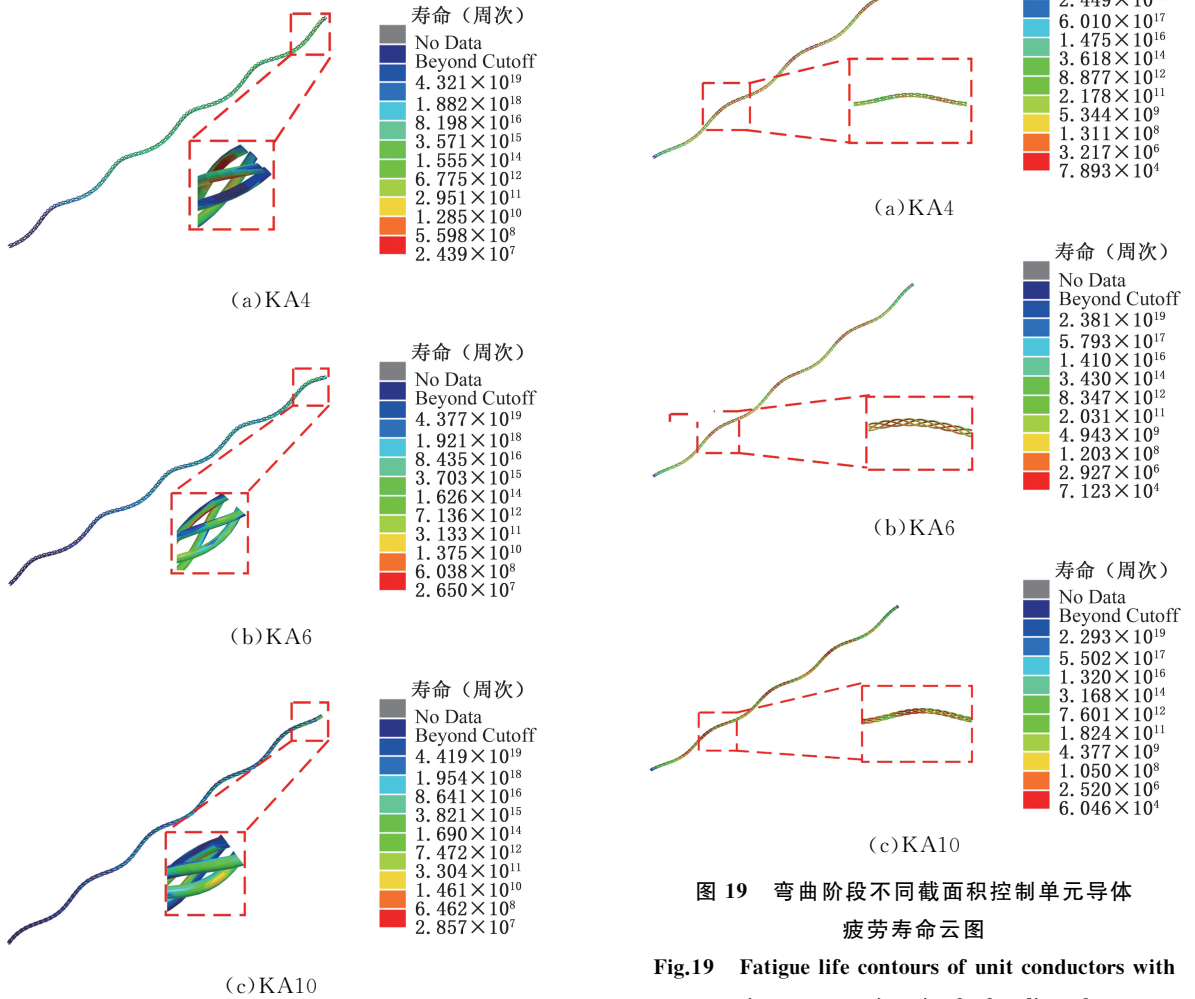 寿命（周次）
No Data
Beyond Cutoff
4.321×10¹⁹
1.882×10¹⁸
8.198×10¹⁶
3.571×10¹⁵
1.555×10¹⁴
6.775×10¹²
2.951×10¹¹
1.285×10¹⁰
5.598×10⁸
2.439×10⁷
(a)KA4
寿命（周次）
No Data
Beyond Cutoff
4.377×10¹⁹
1.921×10¹⁸
8.435×10¹⁶
3.703×10¹⁵
1.626×10¹⁴
7.136×10¹²
3.133×10¹¹
1.375×10¹⁰
6.038×10⁸
2.650×10⁷
(b)KA6
寿命（周次）
No Data
Beyond Cutoff
4.419×10¹⁹
1.954×10¹⁸
8.641×10¹⁶
3.821×10¹⁵
1.690×10¹⁴
7.472×10¹²
3.304×10¹¹
1.461×10¹⁰
6.462×10⁸
2.857×10⁷
(c)KA10
6.010×10¹⁷
1.475×10¹⁶
3.618×10¹⁴
8.877×10¹²
2.178×10¹¹
5.344×10⁹
1.311×10⁸
3.217×10⁶
7.893×10⁴
(a)KA4
寿命（周次）
No Data
Beyond Cutoff
2.381×10¹⁹
5.793×10¹⁷
1.410×10¹⁶
3.430×10¹⁴
8.347×10¹²
2.031×10¹¹
4.943×10⁹
1.203×10⁸
2.927×10⁶
7.123×10⁴
(b)KA6
寿命（周次）
No Data
Beyond Cutoff
2.293×10¹⁹
5.502×10¹⁷
1.320×10¹⁶
3.168×10¹⁴
7.601×10¹²
1.824×10¹¹
4.377×10⁹
1.050×10⁸
2.520×10⁶
6.046×10⁴
(c)KA10
图 19 弯曲阶段不同截面积控制单元导体
疲劳寿命云图
Fig.19 Fatigue life contours of unit conductors with